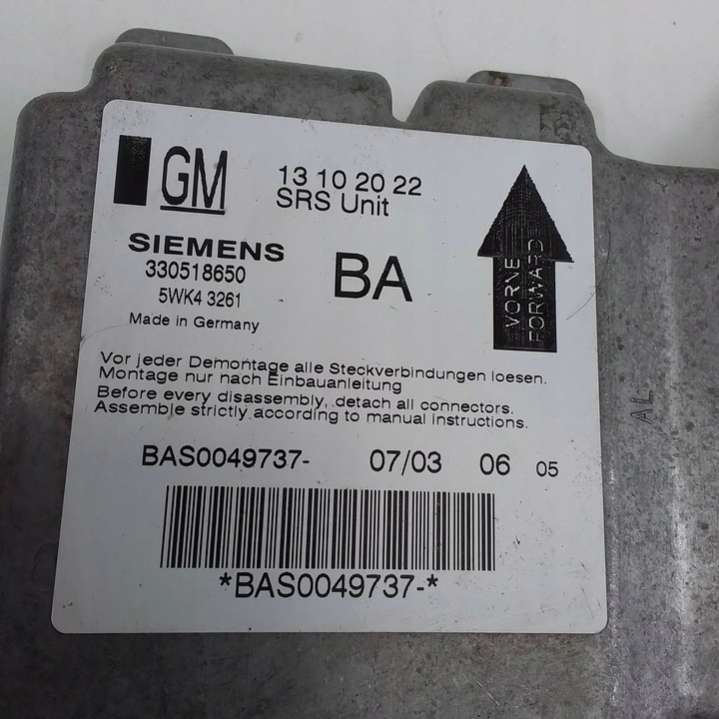 GM
13 10 20 22
SRS Unit
SIEMENS
330518650
5WK4 3261
Made in Germany
BA
VORNE
FORWARD
Vor jeder Demontage alle Steckverbindungen loesen.
Montage nur nach Einbauanleitung
Before every disassembly, detach all connectors.
Assemble strictly according to manual instructions.
BAS0049737- 07/03 06 05
*BAS0049737-*
AL